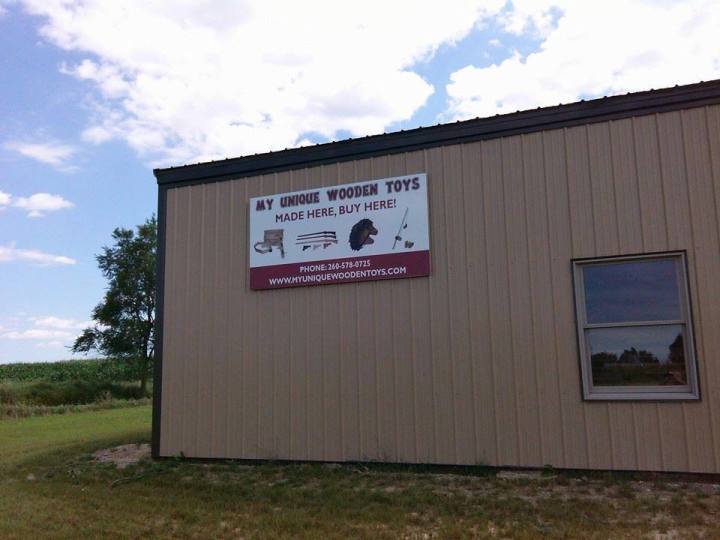 MY UNIQUE WOODEN TOYS
MADE HERE, BUY HERE!
PHONE: 260-578-0725
WWW.MYUNIQUEWOODENTOYS.COM